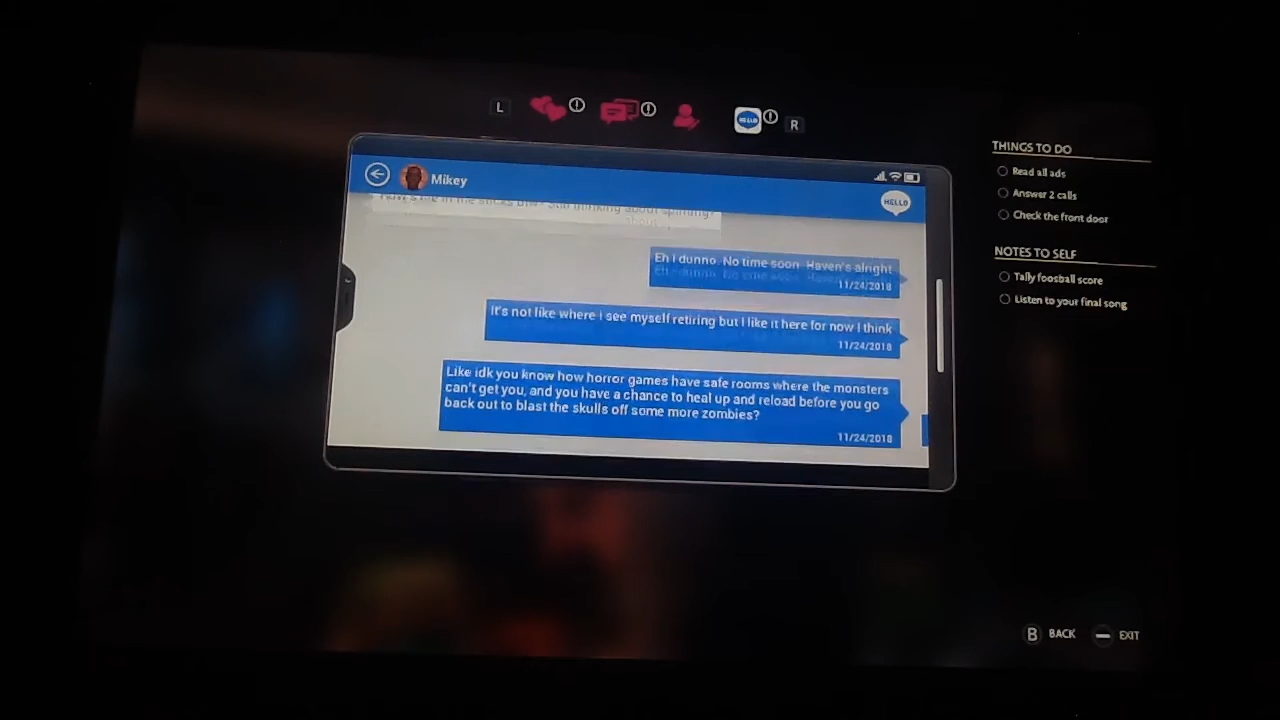 L
R
Mikey
HELLO
Still thinking about splitting?
Eh I dunno. No time soon. Haven's alright
11/24/2018
It's not like where i see myself retiring but I like it here for now I think
11/24/2018
Like idk you know how horror games have safe rooms where the monsters
can't get you, and you have a chance to heal up and reload before you go
back out to blast the skulls off some more zombies?
11/24/2018
THINGS TO DO
Read all ads
Answer 2 calls
Check the front door
NOTES TO SELF
Tally foosball score
Listen to your final song
B BACK
EXIT